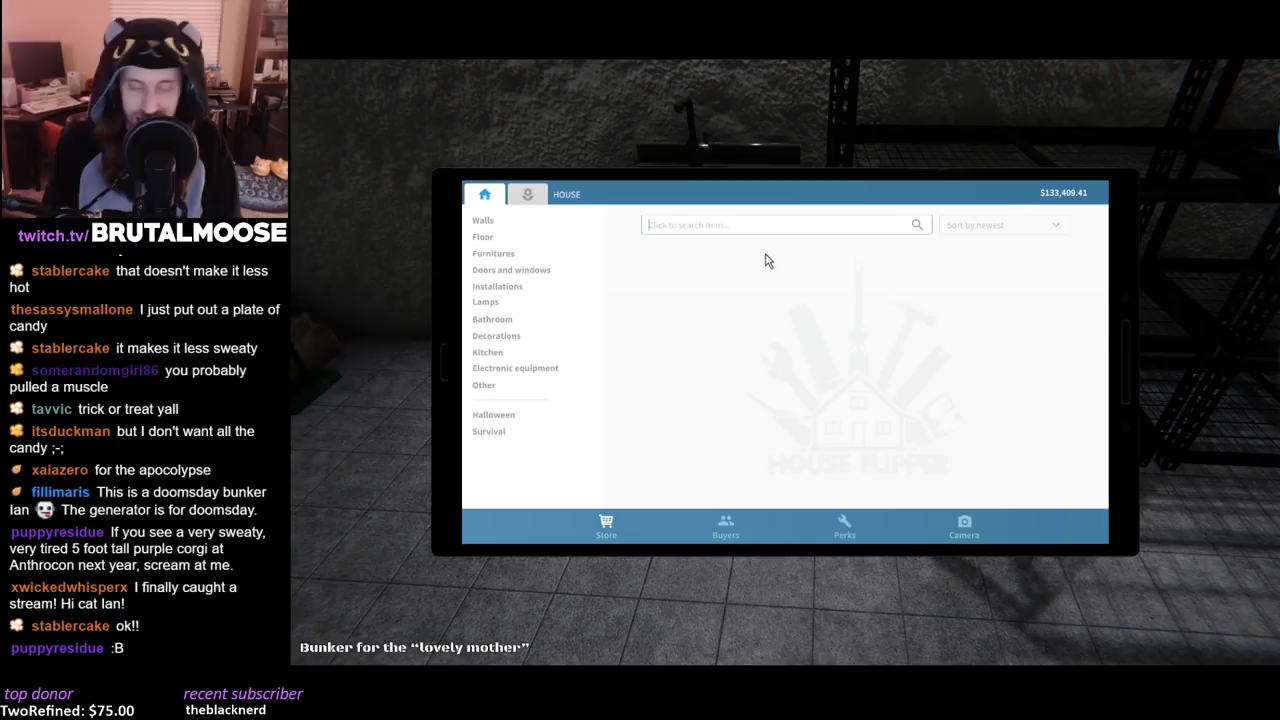 twitch.tv/BRUTALMOOSE
stablercake that doesn't make it less
hot
thesassysmallone I just put out a plate of
candy
stablercake it makes it less sweaty
somerandomgirl86 you probably
pulled a muscle
tavvic trick or treat yall
itsduckman but I don't want all the
candy ;-;
xaiazero for the apocolypse
fillimaris This is a doomsday bunker
Ian The generator is for doomsday.
puppyresidue If you see a very sweaty,
very tired 5 foot tall purple corgi at
Anthrocon next year, scream at me.
xwickedwhisperx I finally caught a
stream! Hi cat Ian!
stablercake ok!!
puppyresidue :B
top donor
TwoRefined: $75.00
recent subscriber
theblacknerd
HOUSE
$133,409.41
Walls
Floor
Furnitures
Doors and windows
Installations
Lamps
Bathroom
Decorations
Kitchen
Electronic equipment
Other
Halloween
Survival
Click to search item...
Sort by newest
HOUSE FLIPPER
Store
Buyers
Perks
Camera
Bunker for the “lovely mother”